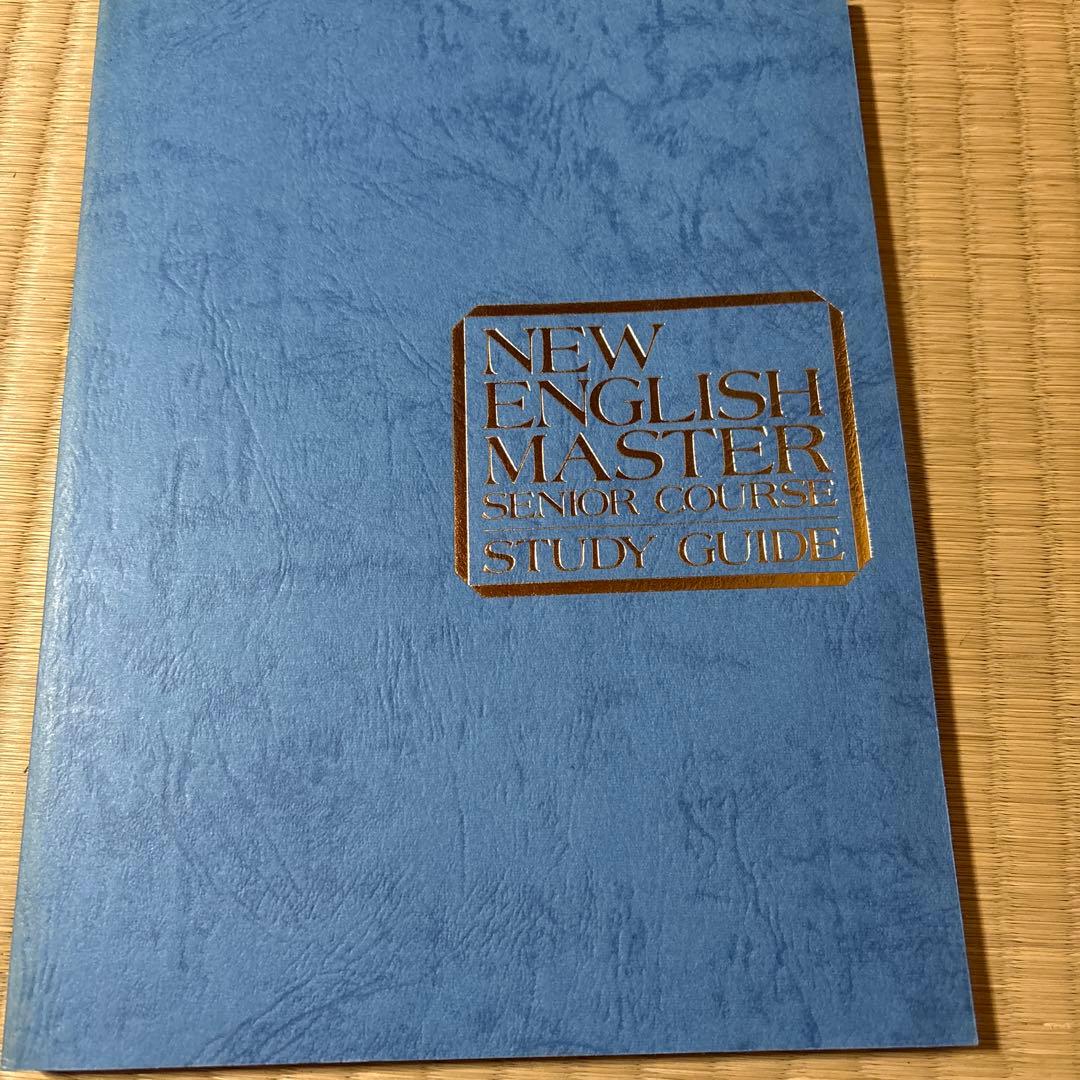 NEW
ENGLISH
MASTER
SENIOR COURSE
STUDY GUIDE